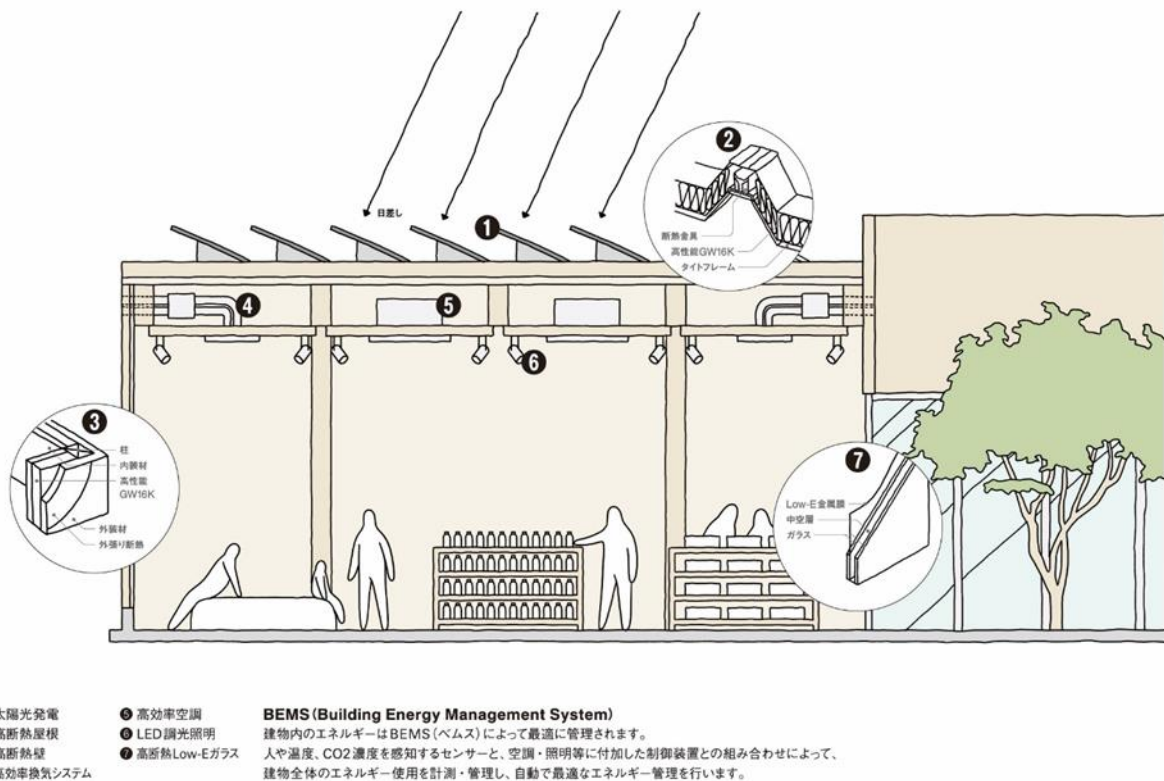 日差し
❶
❷
断熱金具
高性能GW16K
タイトフレーム
❹
❺
❻
❸
柱
内装材
高性能
GW16K
外装材
外張り断熱
❼
Low-E金属膜
中空層
ガラス
太陽光発電
高断熱屋根
高断熱壁
高効率換気システム
❺ 高効率空調
❻ LED調光照明
❼ 高断熱Low-Eガラス
BEMS(Building Energy Management System)
建物内のエネルギーはBEMS(ベムス)によって最適に管理されます。
人や温度、CO2濃度を感知するセンサーと、空調・照明等に付加した制御装置との組み合わせによって、
建物全体のエネルギー使用を計測・管理し、自動で最適なエネルギー管理を行います。